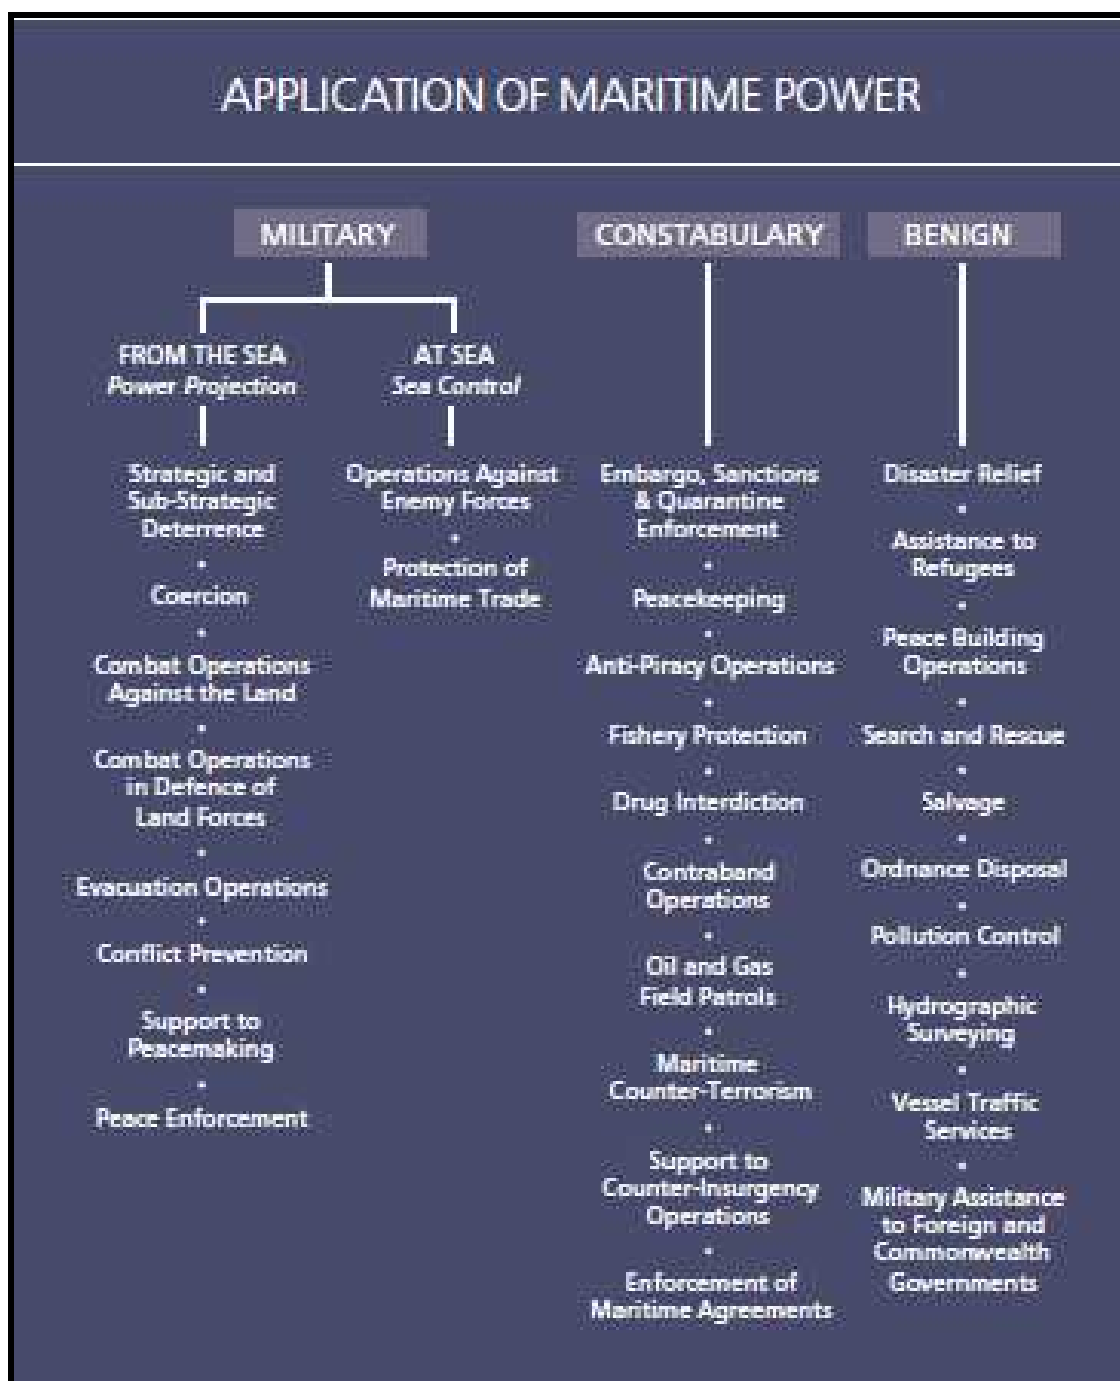 APPLICATION OF MARITIME POWER
MILITARY
FROM THE SEA
Power Projection
Strategic and
Sub-Strategic
Deterrence
Coercion
Combat Operations
Against the Land
Combat Operations
in Defence of
Land Forces
Evacuation Operations
Conflict Prevention
Support to
Peacemaking
Peace Enforcement
AT SEA
Sea Control
Operations Against
Enemy Forces
Protection of
Maritime Trade
CONSTABULARY
Embargo, Sanctions
& Quarantine
Enforcement
Peacekeeping
Anti-Piracy Operations
Fishery Protection
Drug Interdiction
Contraband
Operations
Oil and Gas
Field Patrols
Maritime
Counter-Terrorism
Support to
Counter-Insurgency
Operations
Enforcement of
Maritime Agreements
BENIGN
Disaster Relief
Assistance to
Refugees
Peace Building
Operations
Search and Rescue
Salvage
Ordnance Disposal
Pollution Control
Hydrographic
Surveying
Vessel Traffic
Services
Military Assistance
to Foreign and
Commonwealth
Governments